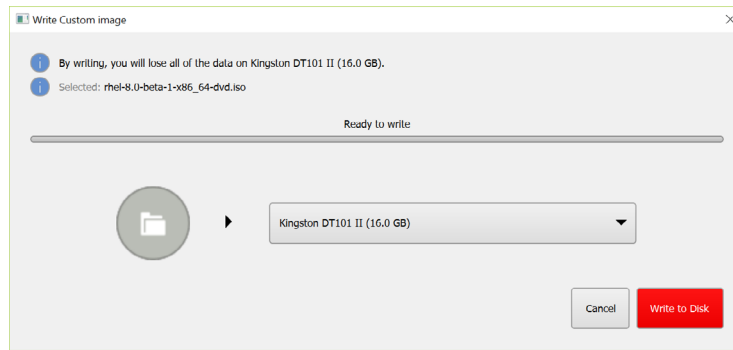 Write Custom image
By writing, you will lose all of the data on Kingston DT101 II (16.0 GB).
Selected: rhel-8.0-beta-1-x86_64-dvd.iso
Ready to write
Kingston DT101 II (16.0 GB)
Cancel
Write to Disk